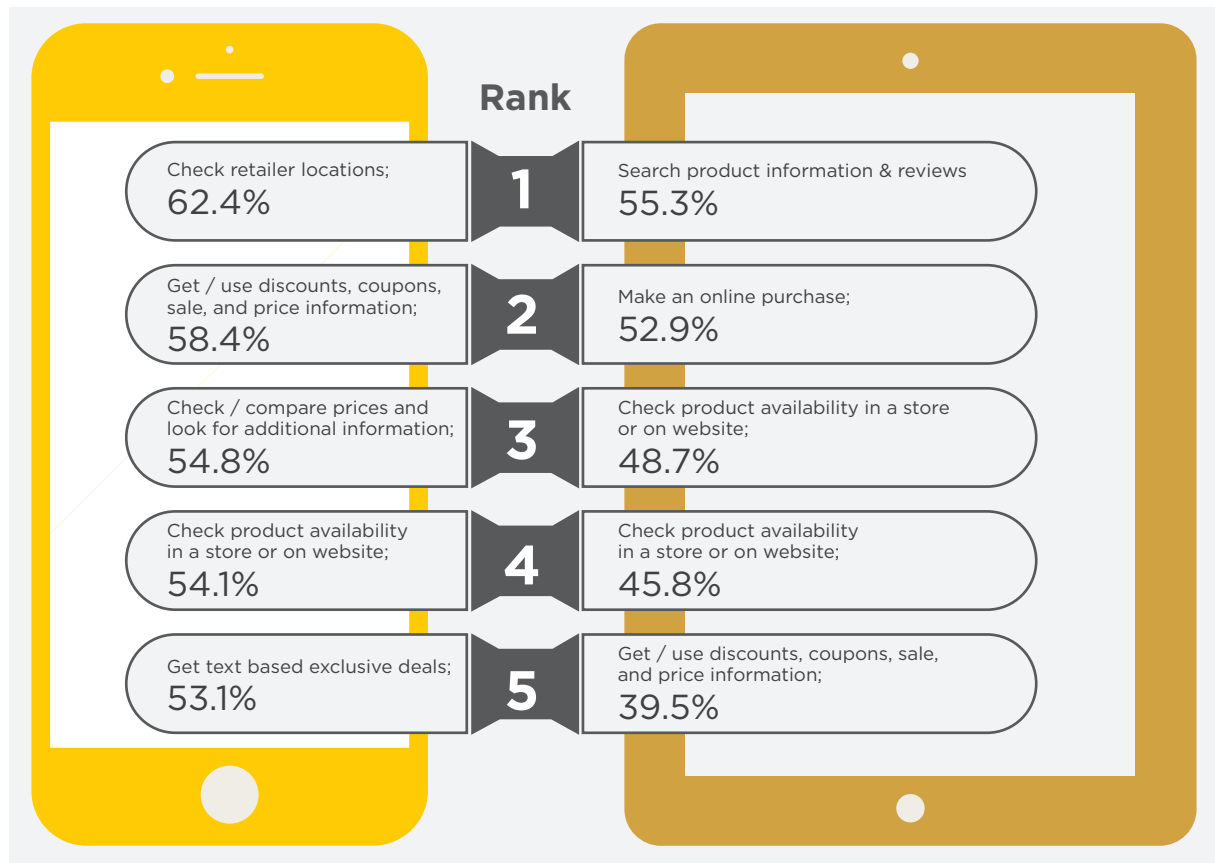 Rank
Check retailer locations;
62.4%
1
Search product information & reviews
55.3%
Get / use discounts, coupons,
sale, and price information;
58.4%
2
Make an online purchase;
52.9%
Check / compare prices and
look for additional information;
54.8%
3
Check product availability in a store
or on website;
48.7%
Check product availability
in a store or on website;
54.1%
4
Check product availability
in a store or on website;
45.8%
Get text based exclusive deals;
53.1%
5
Get / use discounts, coupons, sale,
and price information;
39.5%